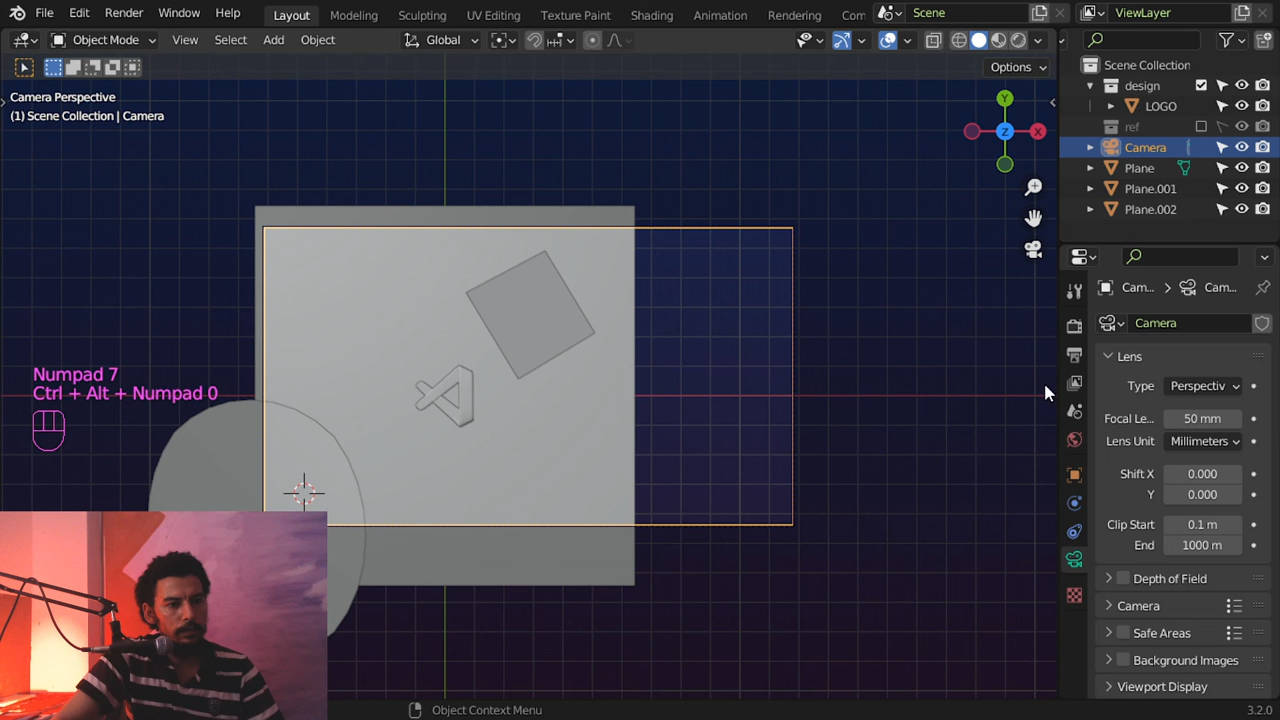 File Edit Render Window Help Layout Modeling Sculpting UV Editing Texture Paint Shading Animation Rendering Com Scene ViewLayer
Object Mode View Select Add Object Global
Options
Camera Perspective
(1) Scene Collection | Camera
Y
Z
X
Numpad 7
Ctrl + Alt + Numpad 0
Scene Collection
design
LOGO
ref
Camera
Plane
Plane.001
Plane.002
Cam... > Cam...
Camera
Lens
Type Perspectiv
Focal Le... 50 mm
Lens Unit Millimeters
Shift X 0.000
Y 0.000
Clip Start 0.1 m
End 1000 m
Depth of Field
Camera
Safe Areas
Background Images
Viewport Display
Object Context Menu
3.2.0